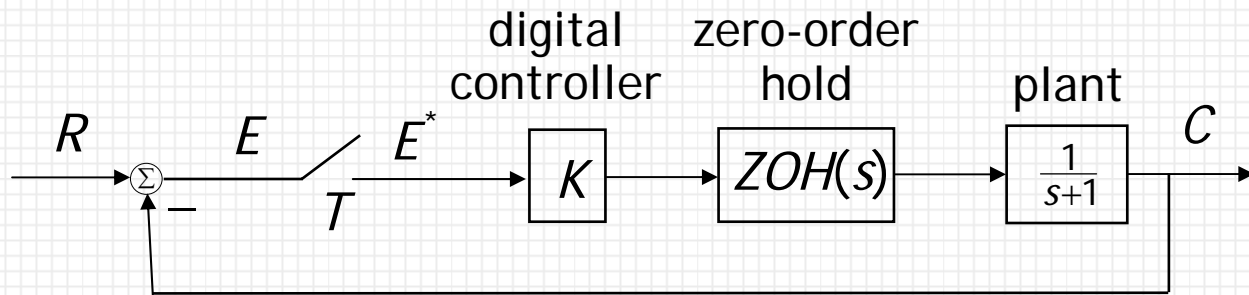 digital zero-order
controller hold plant
R E E* C
Σ K ZOH(s) 1/(s+1)
− T